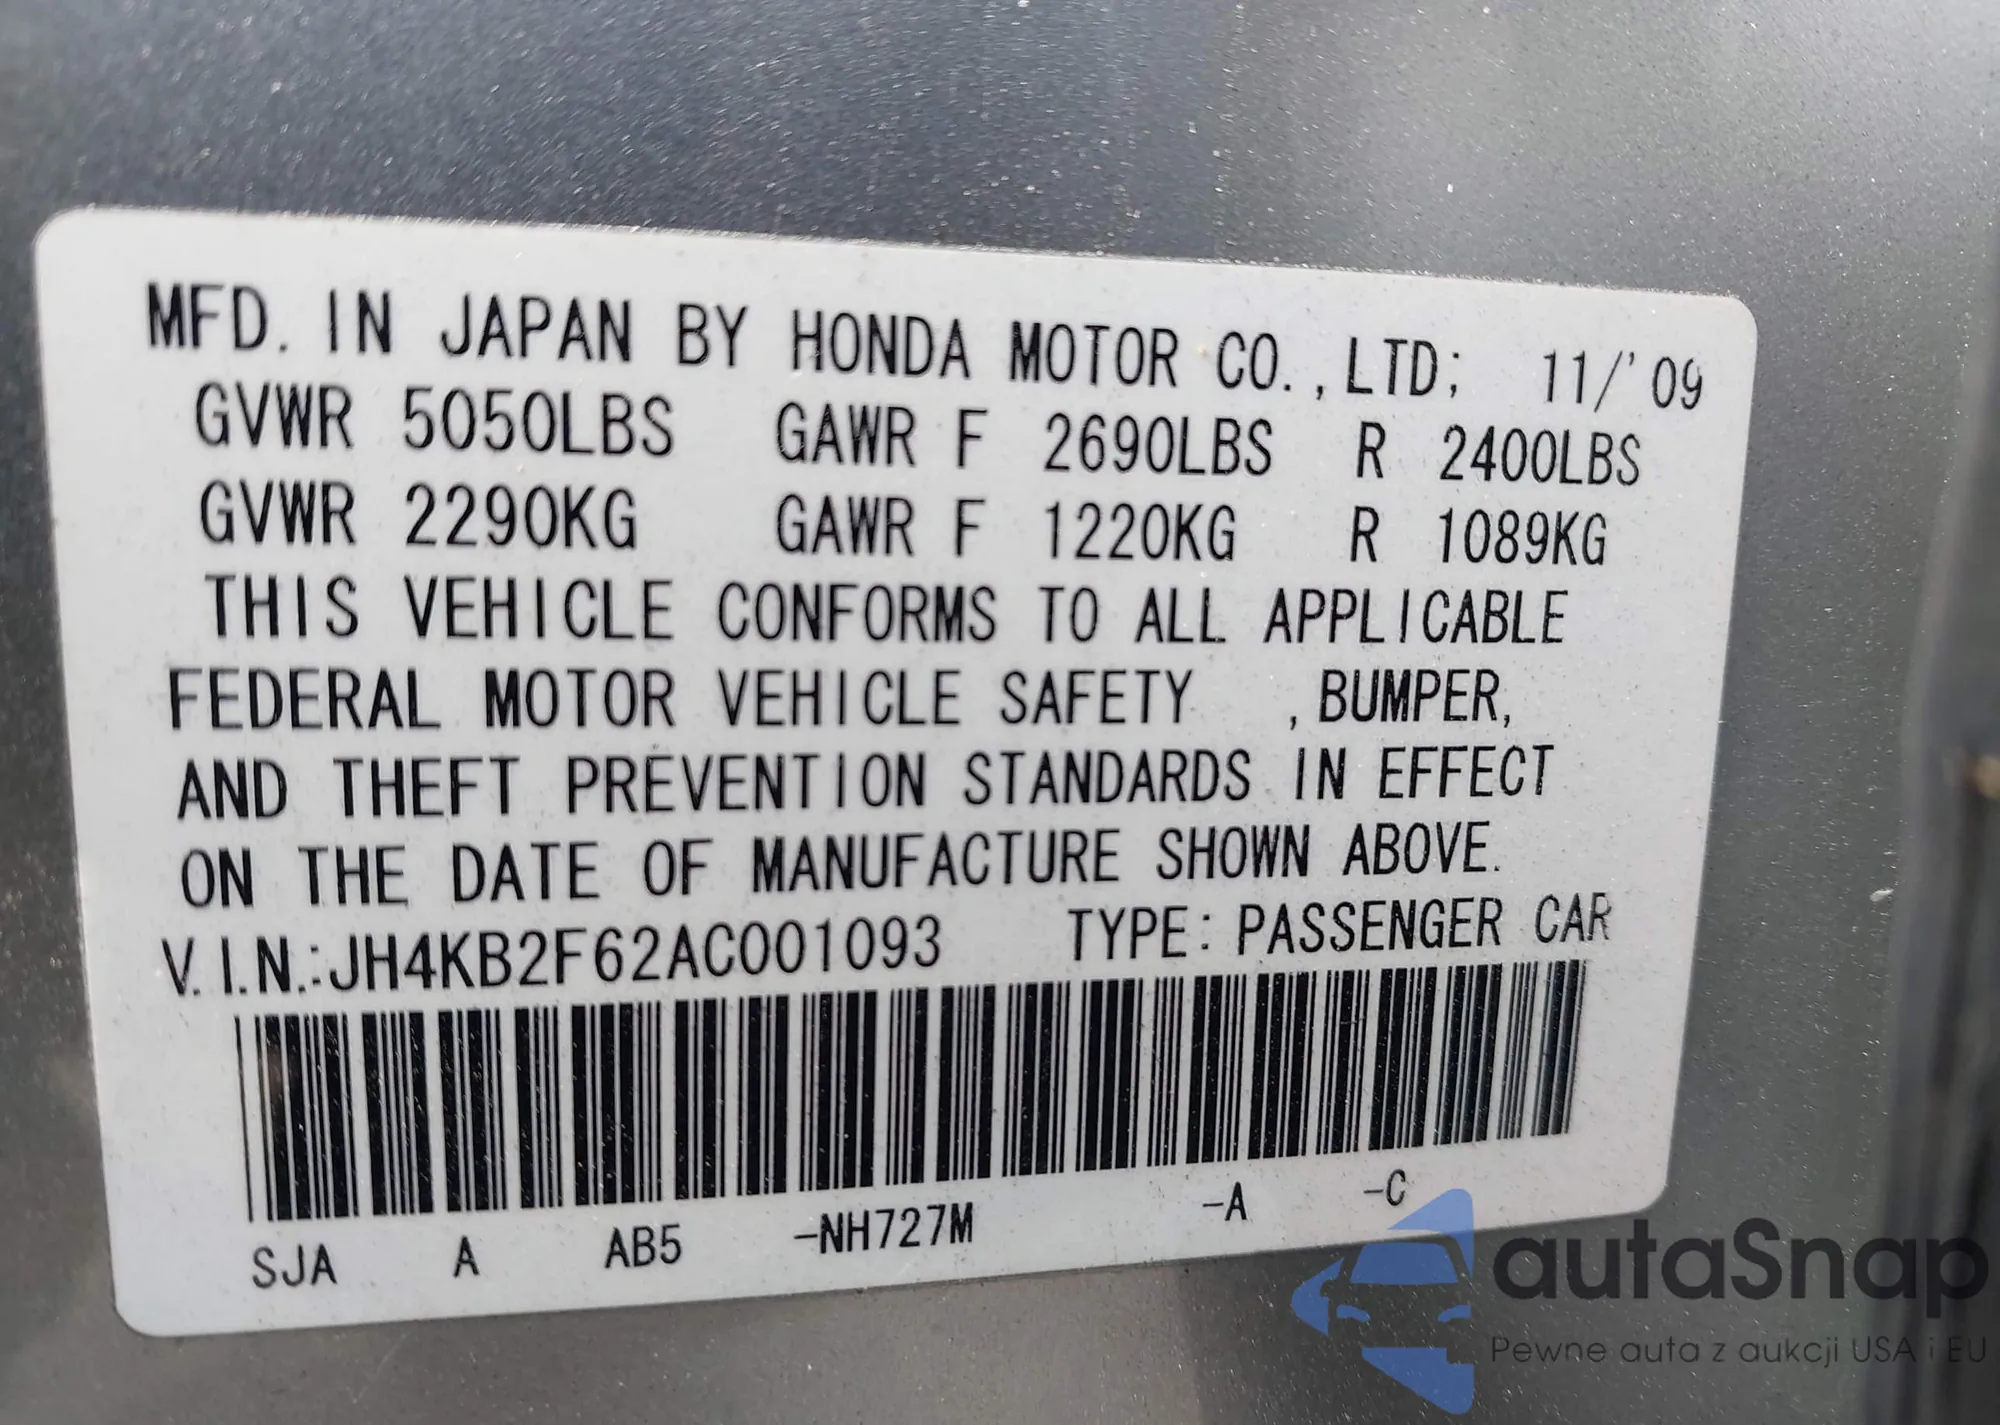 MFD. IN JAPAN BY HONDA MOTOR CO., LTD; 11/'09
GVWR 5050LBS GAWR F 2690LBS R 2400LBS
GVWR 2290KG GAWR F 1220KG R 1089KG
THIS VEHICLE CONFORMS TO ALL APPLICABLE
FEDERAL MOTOR VEHICLE SAFETY , BUMPER,
AND THEFT PREVENTION STANDARDS IN EFFECT
ON THE DATE OF MANUFACTURE SHOWN ABOVE.
V.I.N.:JH4KB2F62AC001093 TYPE: PASSENGER CAR
SJA A AB5 -NH727M -A -C
autaSnap
Pewne auta z aukcji USA i EU